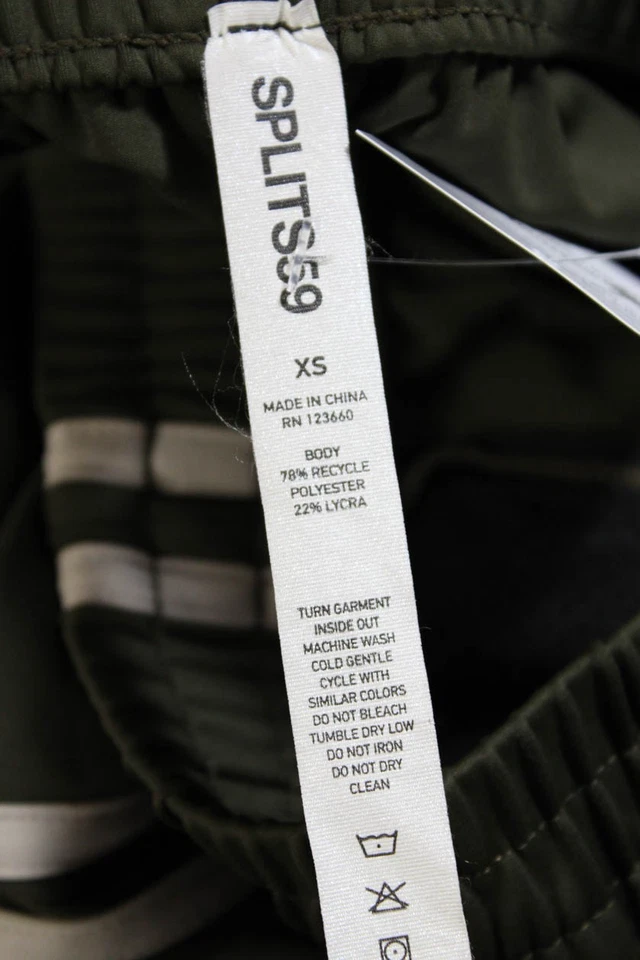 SPLITS59
XS
MADE IN CHINA
RN 123660
BODY
78% RECYCLE
POLYESTER
22% LYCRA
TURN GARMENT
INSIDE OUT
MACHINE WASH
COLD GENTLE
CYCLE WITH
SIMILAR COLORS
DO NOT BLEACH
TUMBLE DRY LOW
DO NOT IRON
DO NOT DRY
CLEAN